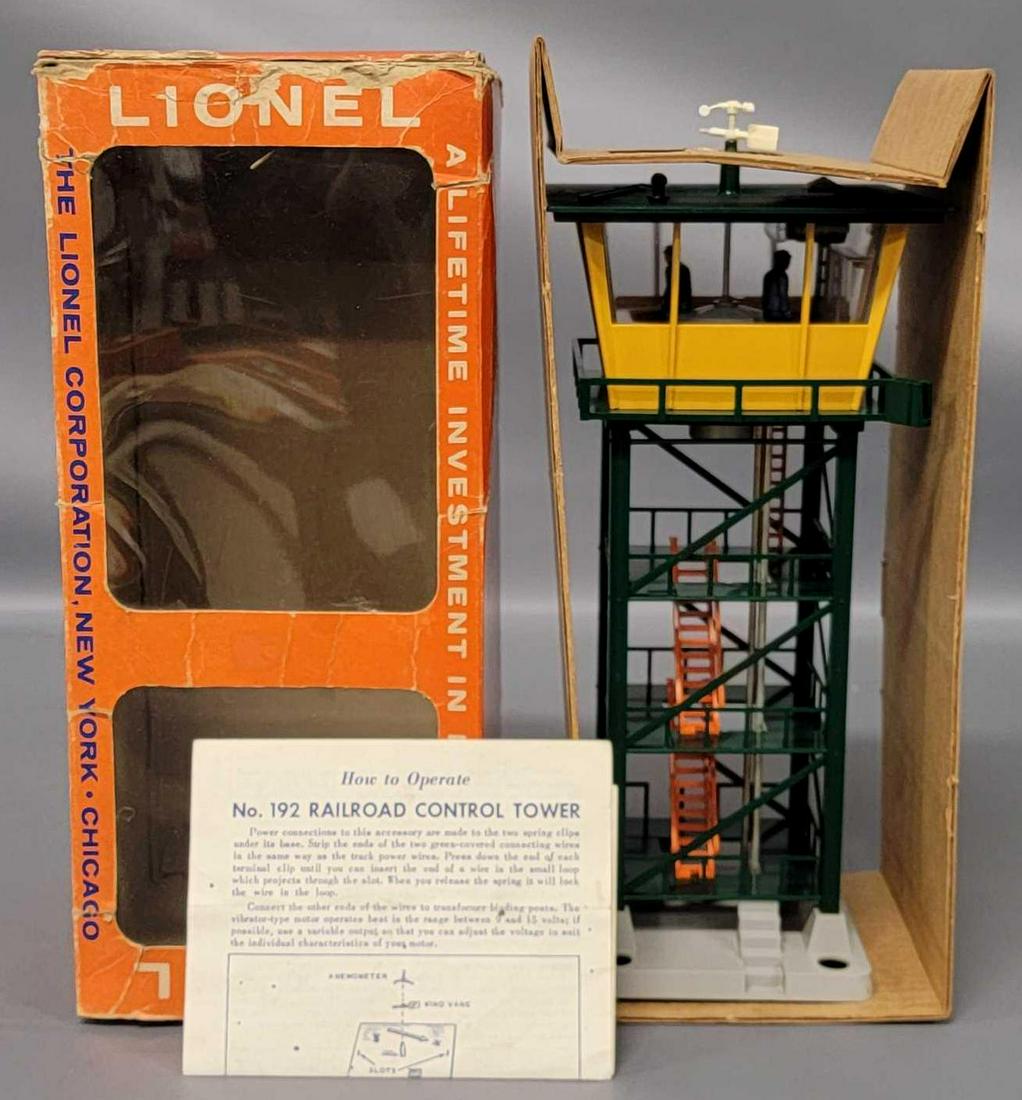 LIONEL
THE LIONEL CORPORATION, NEW YORK • CHICAGO
A LIFETIME INVESTMENT IN
L
How to Operate
No. 192 RAILROAD CONTROL TOWER
Power connections to this accessory are made to the two spring clips
under its base. Strip the ends of the two green-covered connecting wires
in the same way as the track power wires. Press down the end of each
terminal clip until you can insert the end of a wire in the small loop
which projects through the slot. When you release the spring it will lock
the wire in the loop.
Connect the other ends of the wires to transformer binding posts. The
vibrator-type motor operates best in the range between 9 and 15 volts; if
possible, use a variable output so that you can adjust the voltage to suit
the individual characteristics of your motor.
ANEMOMETER
WIND VANE
SLOTS